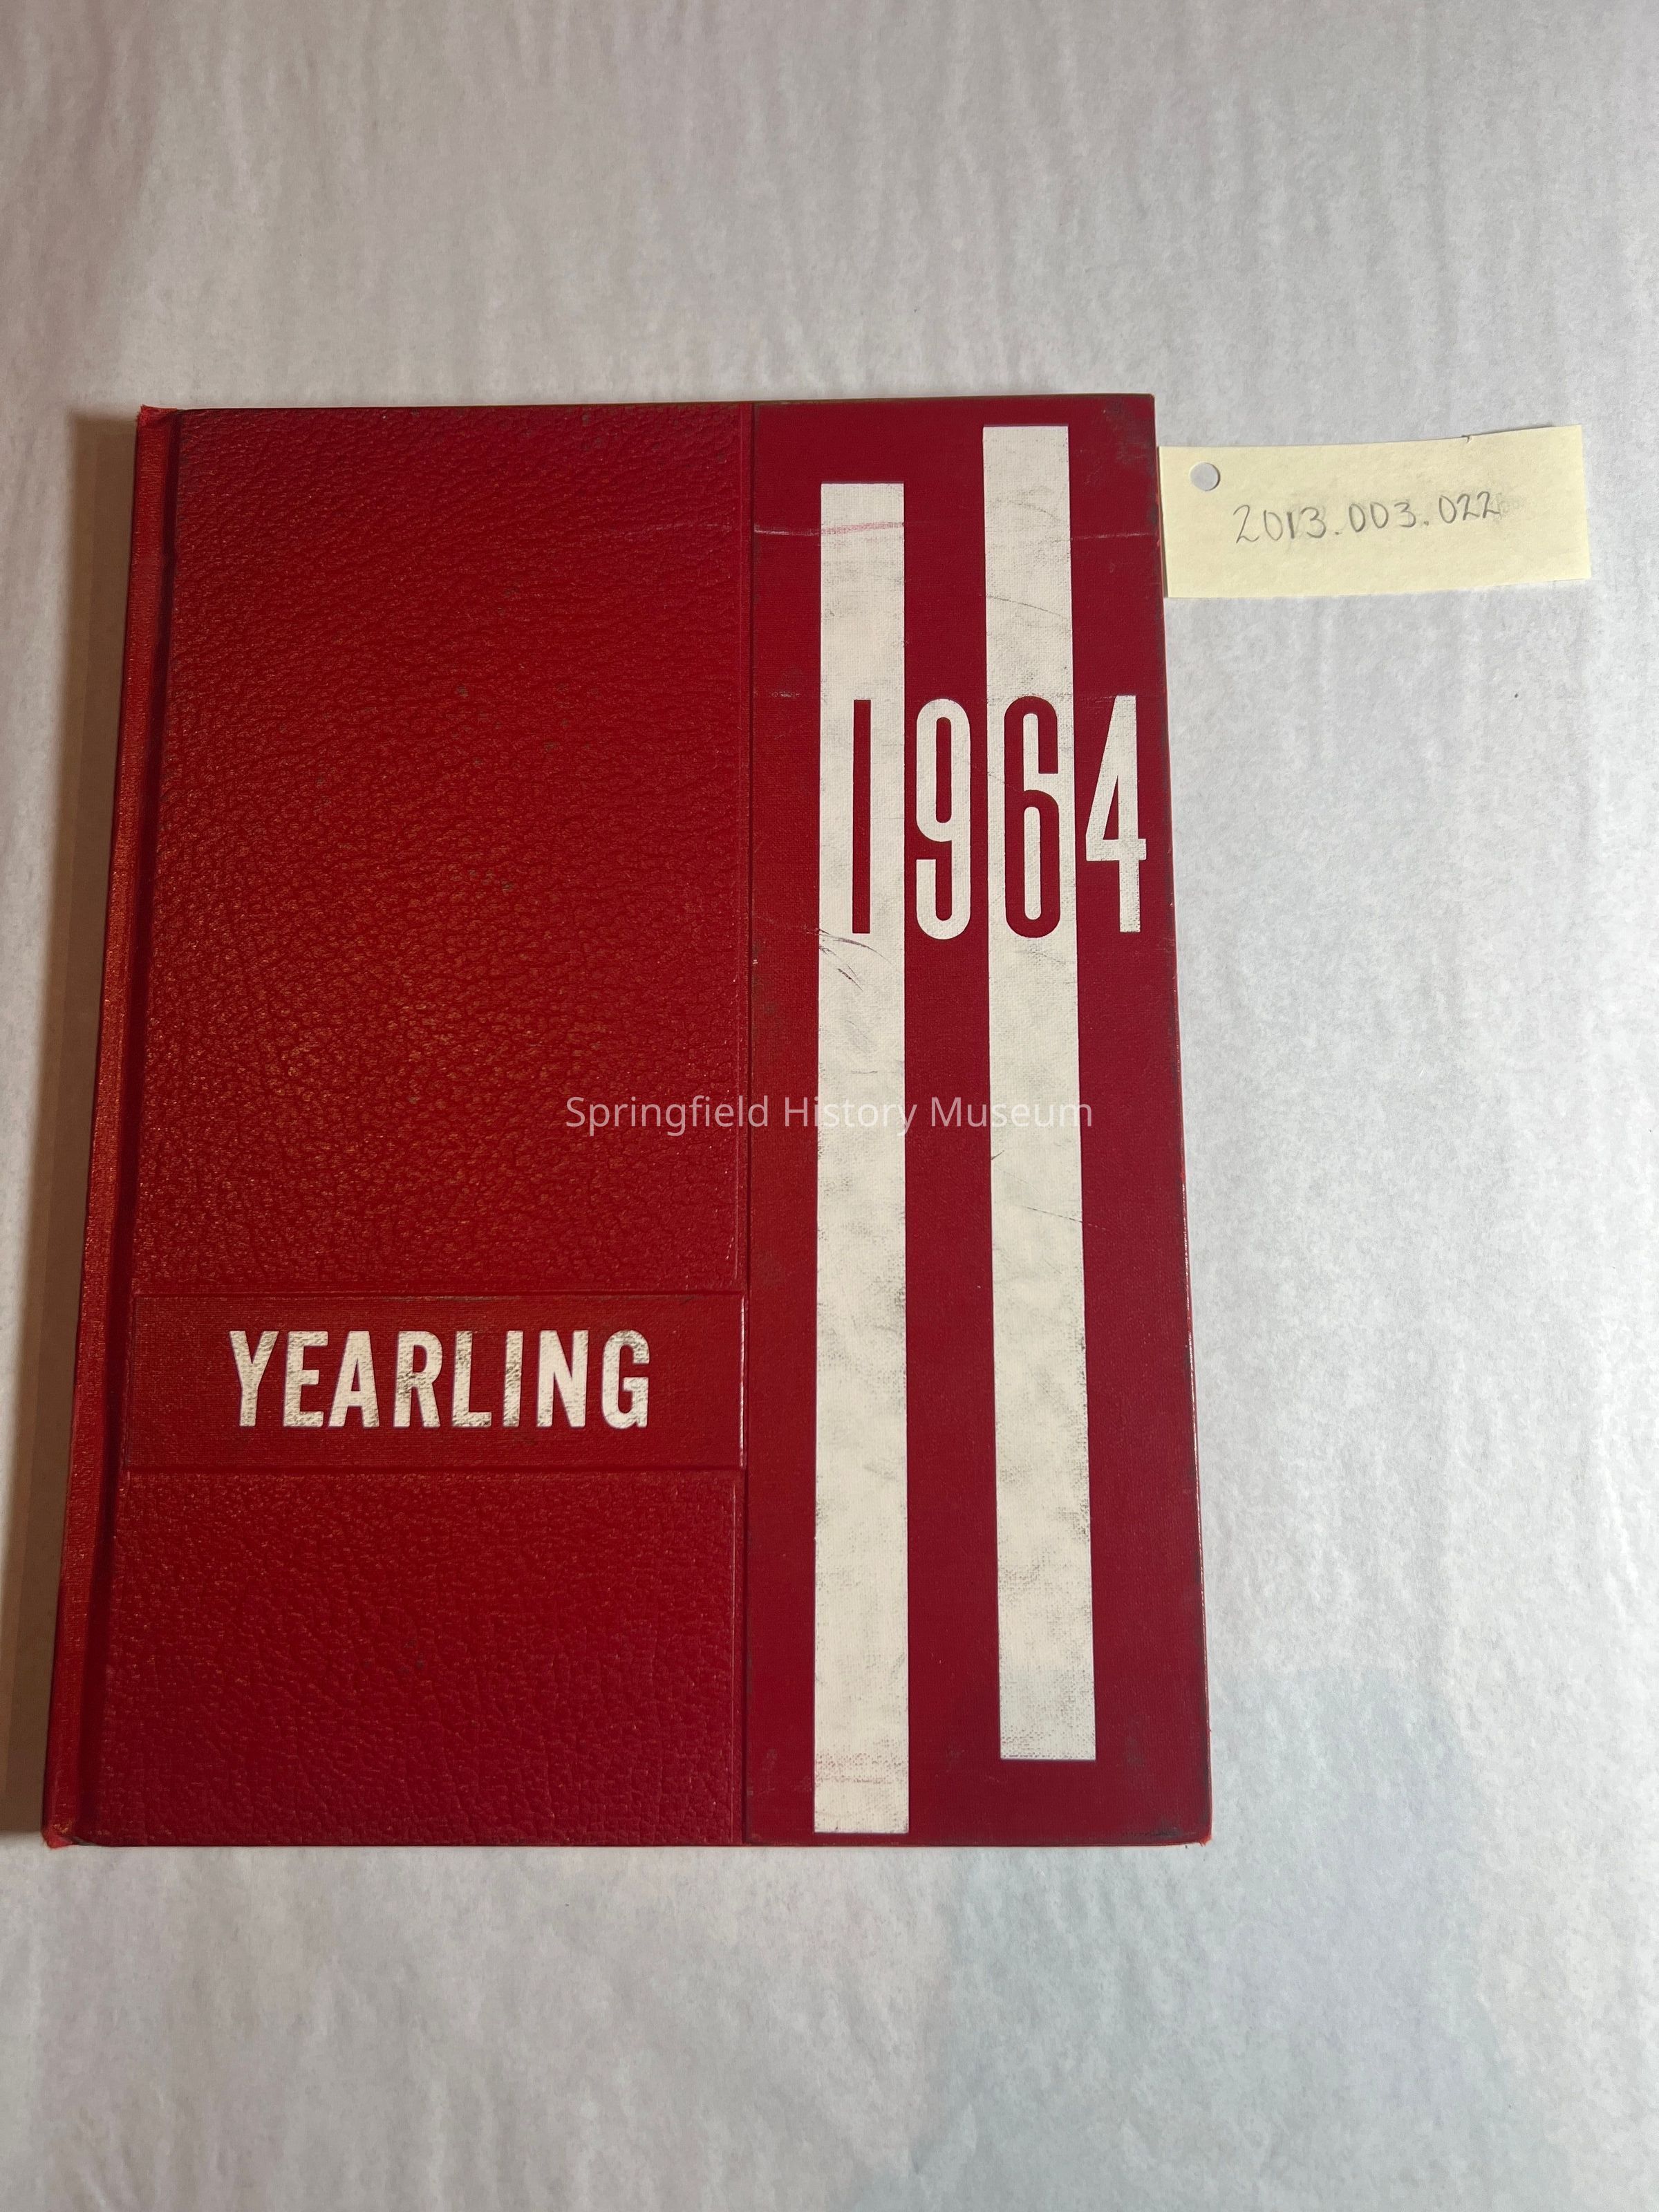 2013.003.022
1964
Springfield History Museum
YEARLING